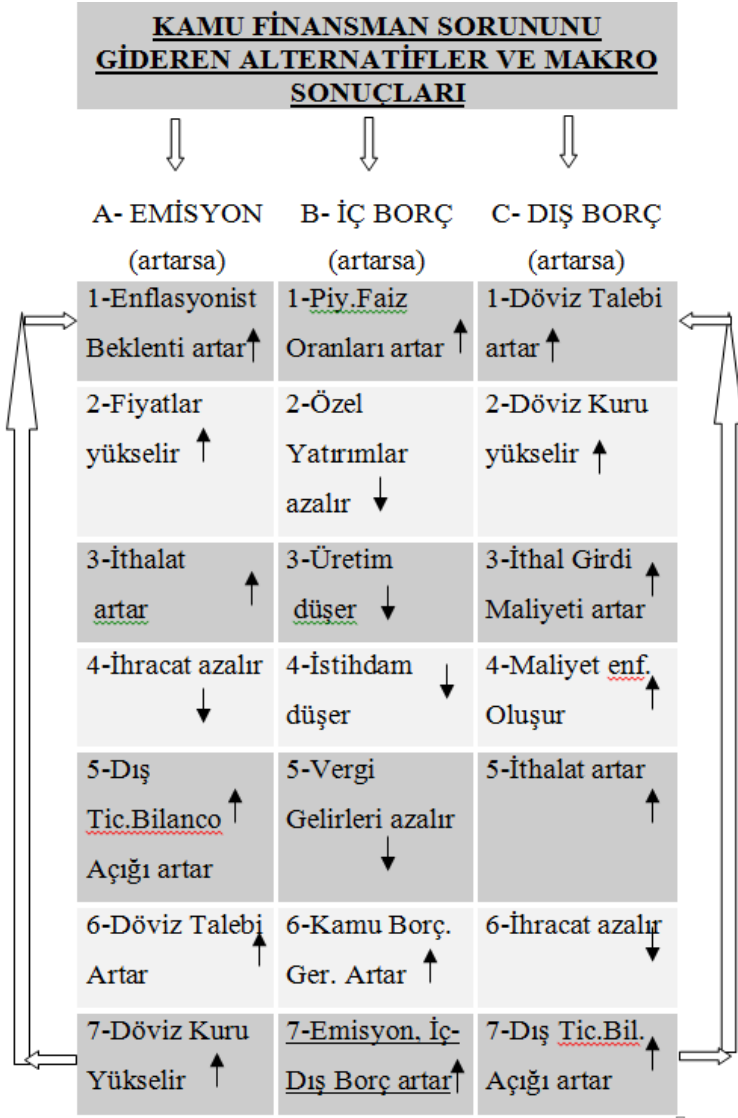 KAMU FİNANSMAN SORUNUNU
GİDEREN ALTERNATİFLER VE MAKRO
SONUÇLARI
A- EMİSYON
(artarsa)
B- İÇ BORÇ
(artarsa)
C- DIŞ BORÇ
(artarsa)
1-Enflasyonist
Beklenti artar
1-Piy.Faiz
Oranları artar
1-Döviz Talebi
artar
2-Fiyatlar
yükselir
2-Özel
Yatırımlar
azalır
2-Döviz Kuru
yükselir
3-İthalat
artar
3-Üretim
düşer
3-İthal Girdi
Maliyeti artar
4-İhracat azalır
4-İstihdam
düşer
4-Maliyet enf.
Oluşur
5-Dış
Tic.Bilanco
Açığı artar
5-Vergi
Gelirleri azalır
5-İthalat artar
6-Döviz Talebi
Artar
6-Kamu Borç.
Ger. Artar
6-İhracat azalır
7-Döviz Kuru
Yükselir
7-Emisyon, İç-
Dış Borç artar
7-Dış Tic.Bil.
Açığı artar